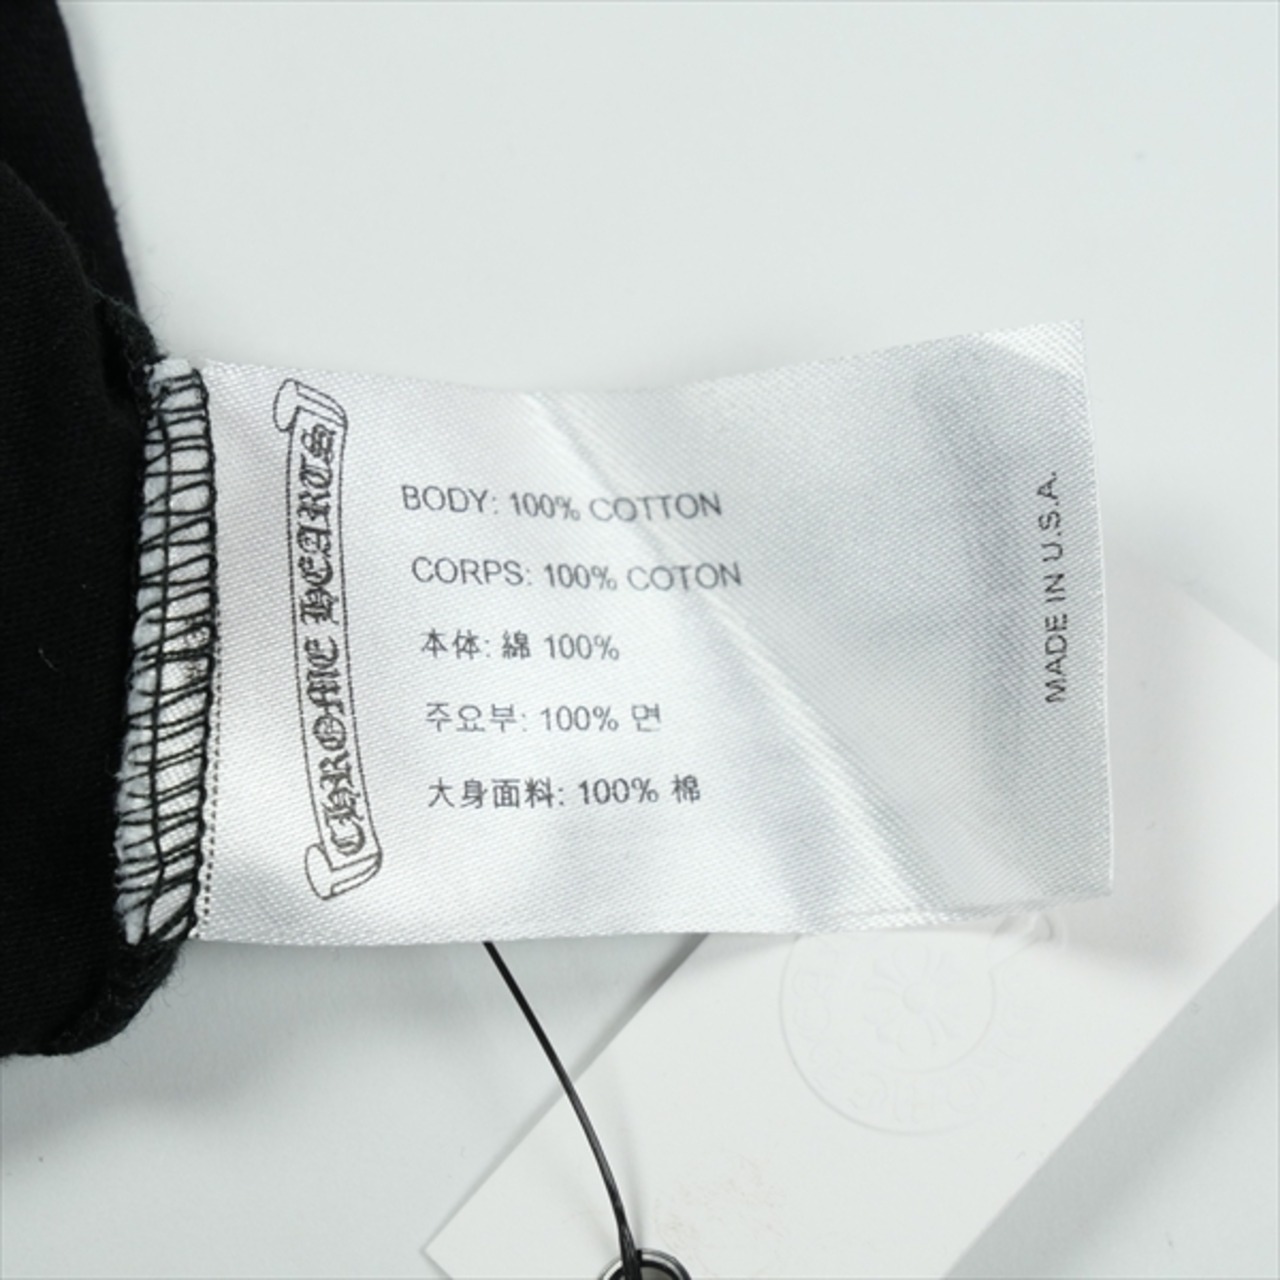 CHROME HEARTS
BODY: 100% COTTON
CORPS: 100% COTON
本体: 綿 100%
주요부: 100% 면
大身面料: 100% 棉
MADE IN U.S.A.